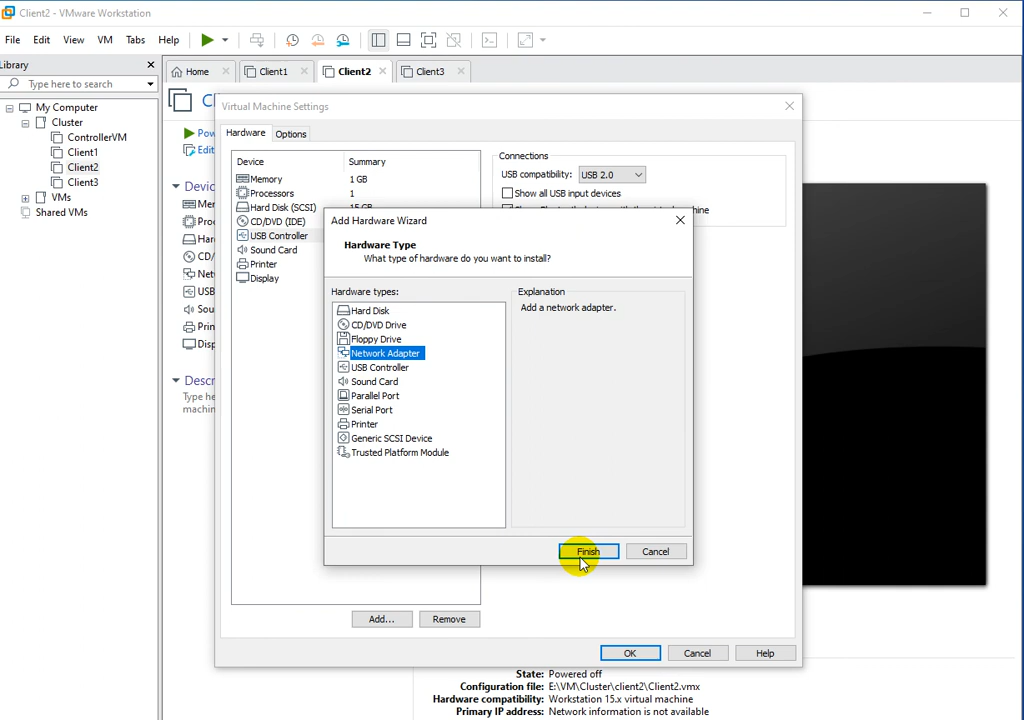 Client2 - VMware Workstation
File Edit View VM Tabs Help
Library
Type here to search
Home Client1 Client2 Client3
My Computer
Cluster
ControllerVM
Client1
Client2
Client3
VMs
Shared VMs
Virtual Machine Settings
Hardware Options
Device Summary
Memory 1 GB
Processors 1
Hard Disk (SCSI) 15 GB
CD/DVD (IDE)
USB Controller
Sound Card
Printer
Display
Connections
USB compatibility: USB 2.0
Show all USB input devices
Add Hardware Wizard
Hardware Type
What type of hardware do you want to install?
Hardware types:
Hard Disk
CD/DVD Drive
Floppy Drive
Network Adapter
USB Controller
Sound Card
Parallel Port
Serial Port
Printer
Generic SCSI Device
Trusted Platform Module
Explanation
Add a network adapter.
Finish Cancel
Add... Remove
OK Cancel Help
State: Powered off
Configuration file: E:\VM\Cluster\client2\Client2.vmx
Hardware compatibility: Workstation 15.x virtual machine
Primary IP address: Network information is not available